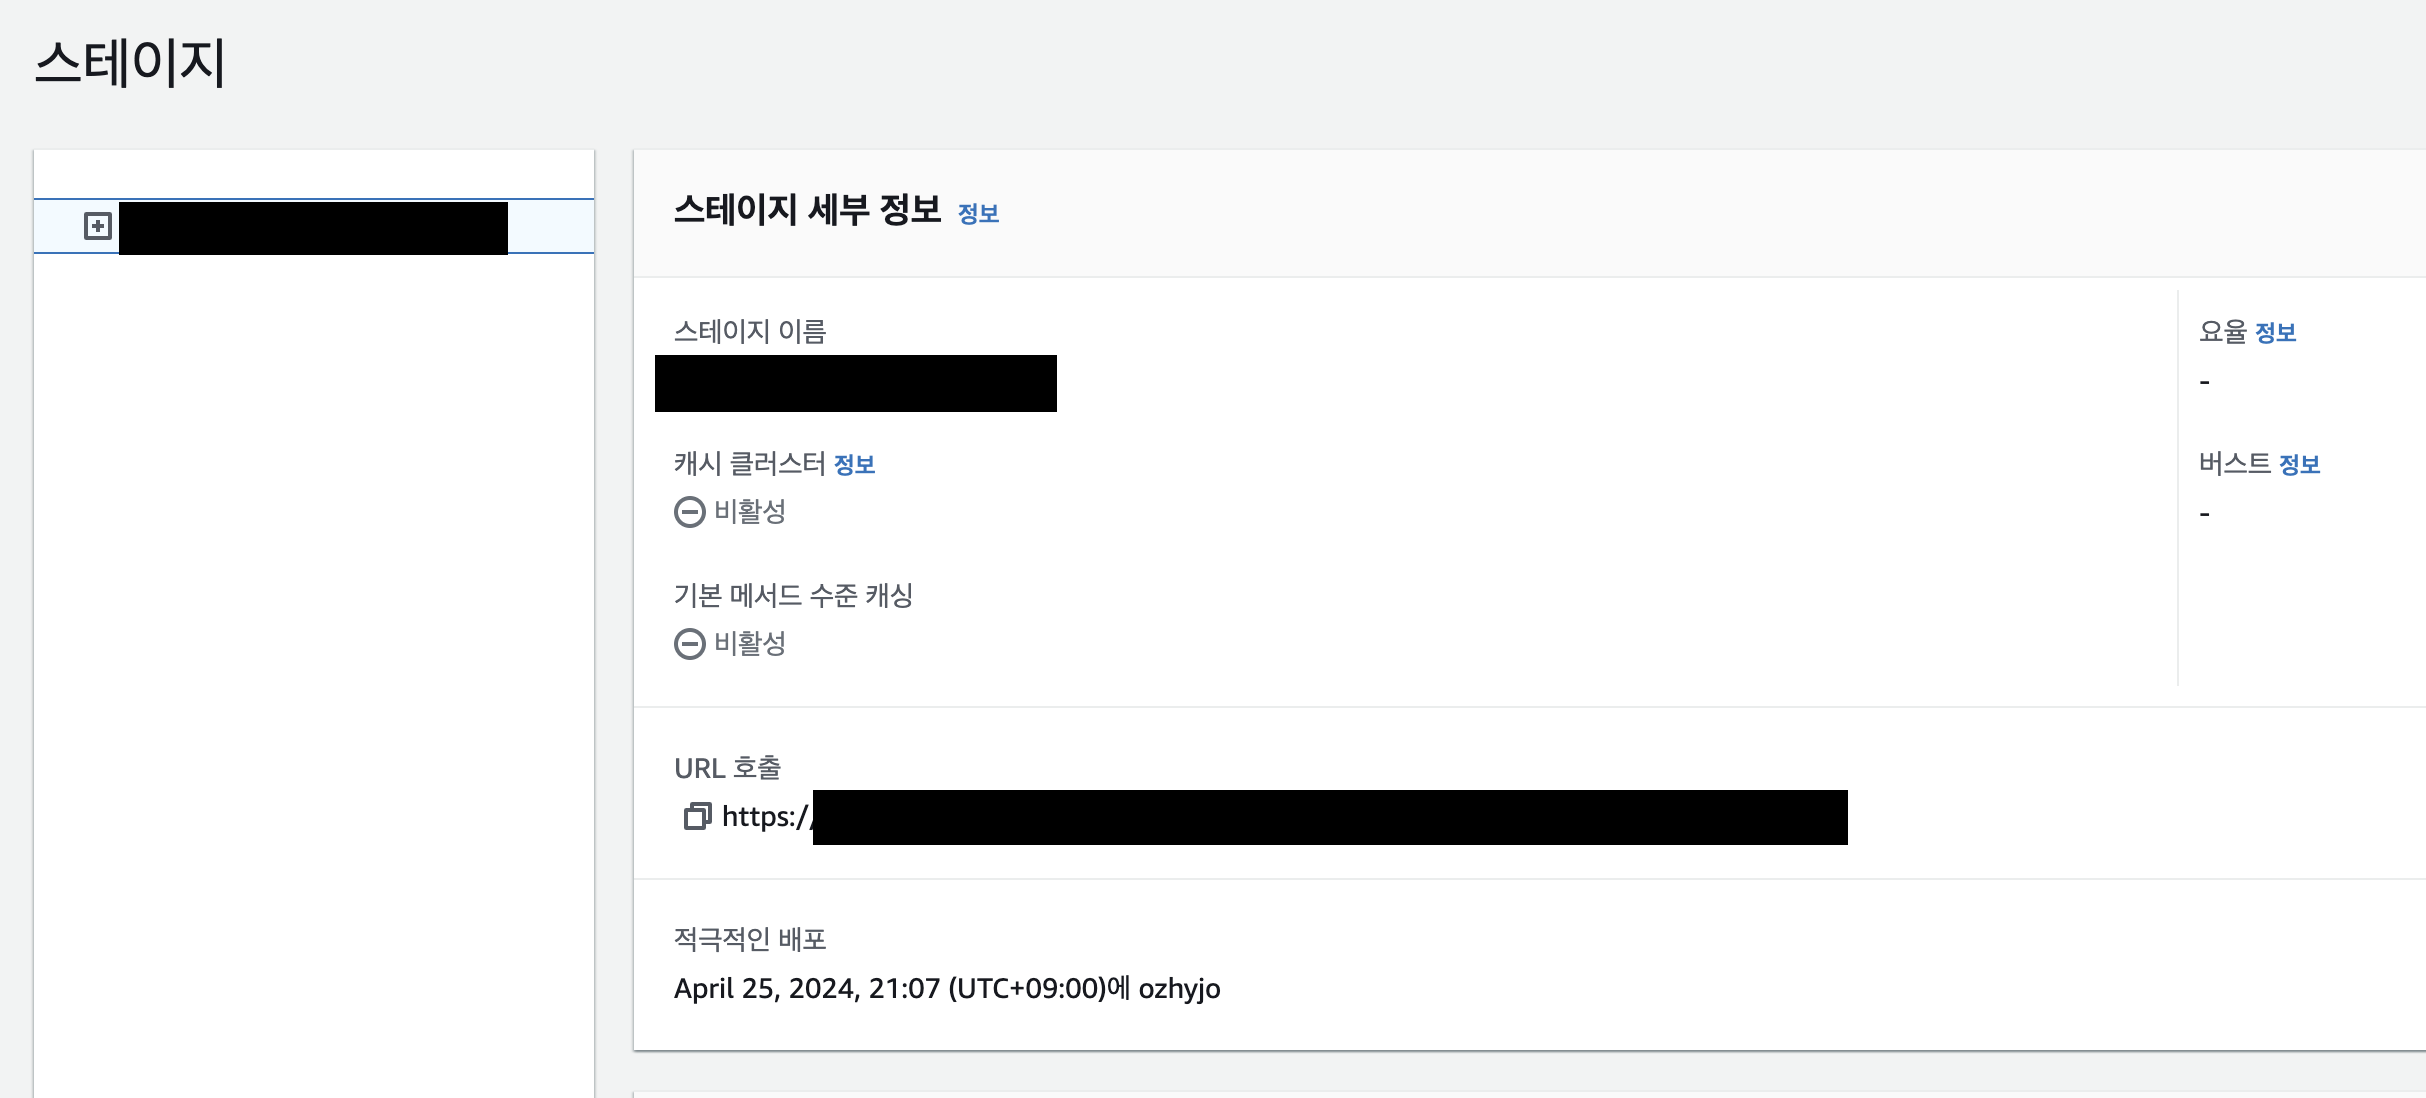 스테이지
스테이지 세부 정보 정보
스테이지 이름
요율 정보
-
캐시 클러스터 정보
비활성
버스트 정보
-
기본 메서드 수준 캐싱
비활성
URL 호출
https://
적극적인 배포
April 25, 2024, 21:07 (UTC+09:00)에 ozhyjo